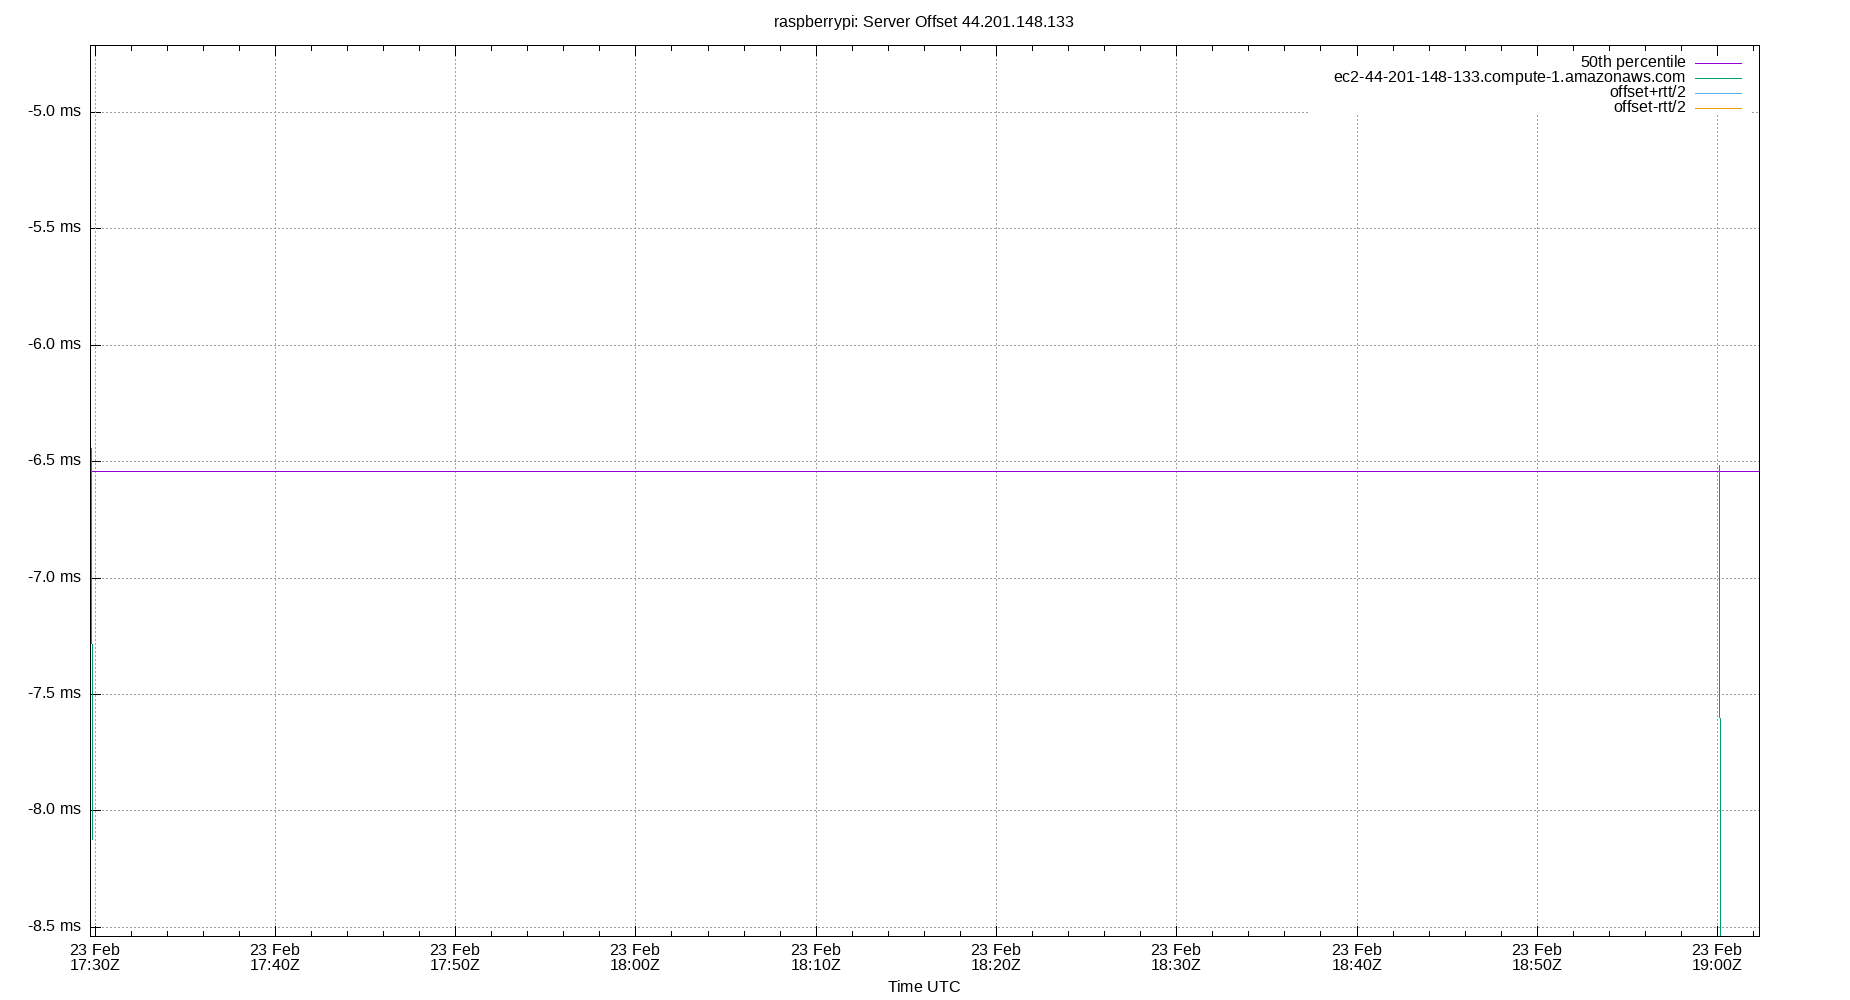 raspberrypi: Server Offset 44.201.148.133
50th percentile
ec2-44-201-148-133.compute-1.amazonaws.com
offset+rtt/2
offset-rtt/2
-5.0 ms
-5.5 ms
-6.0 ms
-6.5 ms
-7.0 ms
-7.5 ms
-8.0 ms
-8.5 ms
23 Feb 23 Feb 23 Feb 23 Feb 23 Feb 23 Feb 23 Feb 23 Feb 23 Feb 23 Feb
17:30Z 17:40Z 17:50Z 18:00Z 18:10Z 18:20Z 18:30Z 18:40Z 18:50Z 19:00Z
Time UTC